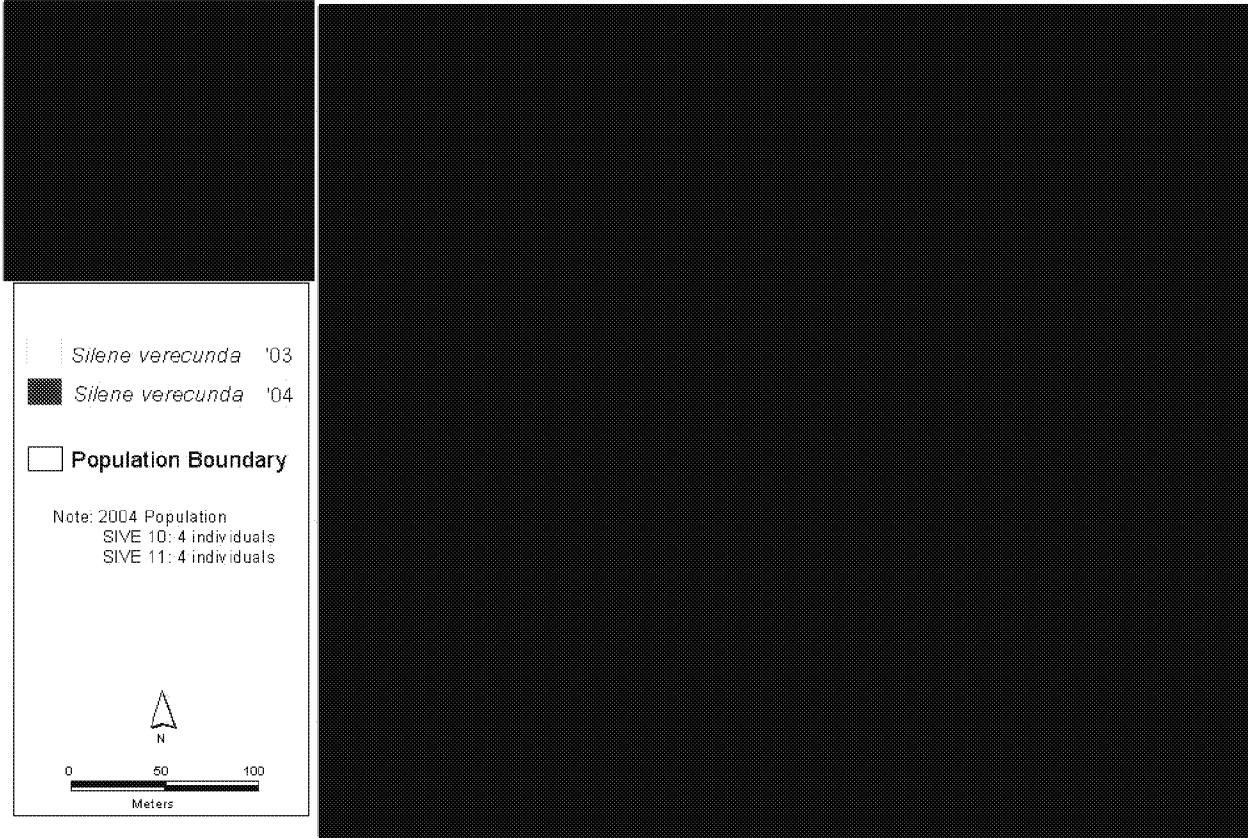 Silene verecunda '03
Silene verecunda '04
Population Boundary
Note: 2004 Population
SIVE 10: 4 individuals
SIVE 11: 4 individuals
N
0 50 100
Meters